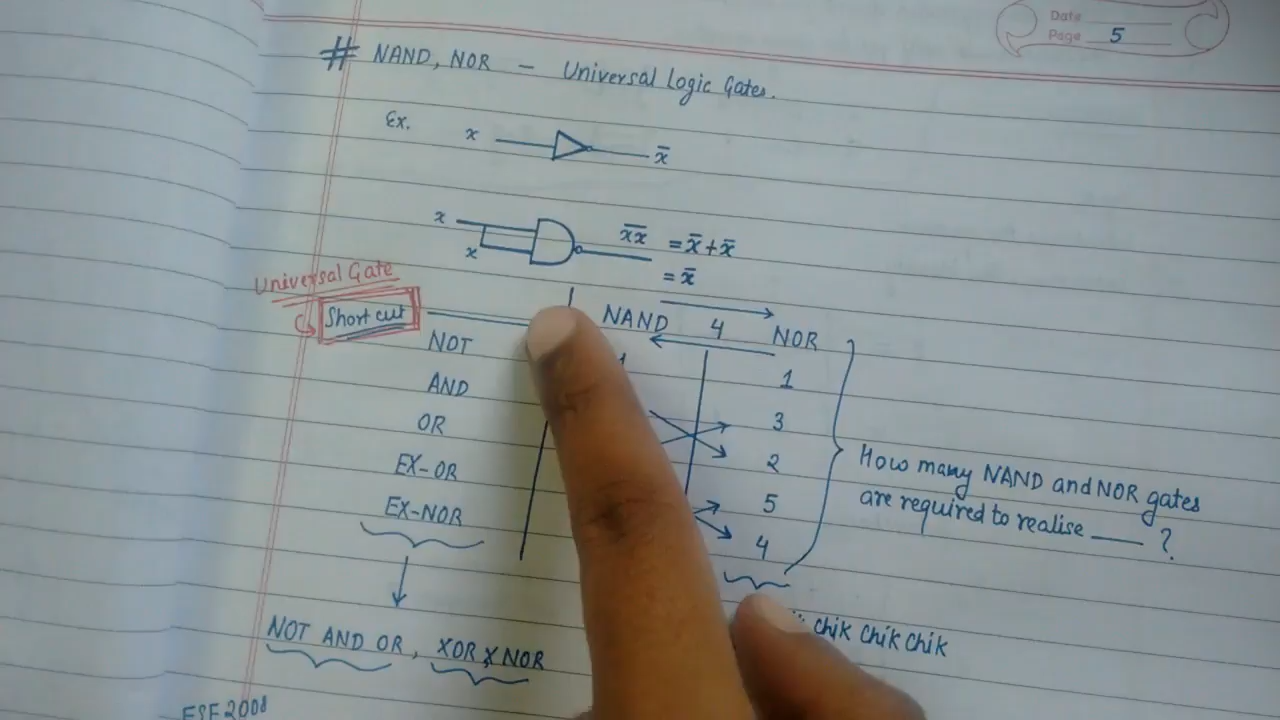 Date
Page 5
# NAND, NOR - Universal Logic Gates.
Ex. x x̅
x x̅x̅ = x̅ + x̅
x = x̅
Universal Gate
Short cut NAND 4 NOR
NOT 1 1
AND 3
OR 2
EX-OR 5
EX-NOR 4
How many NAND and NOR gates
are required to realise ___ ?
chik chik chik
NOT AND OR, XOR X NOR
ESE 2008